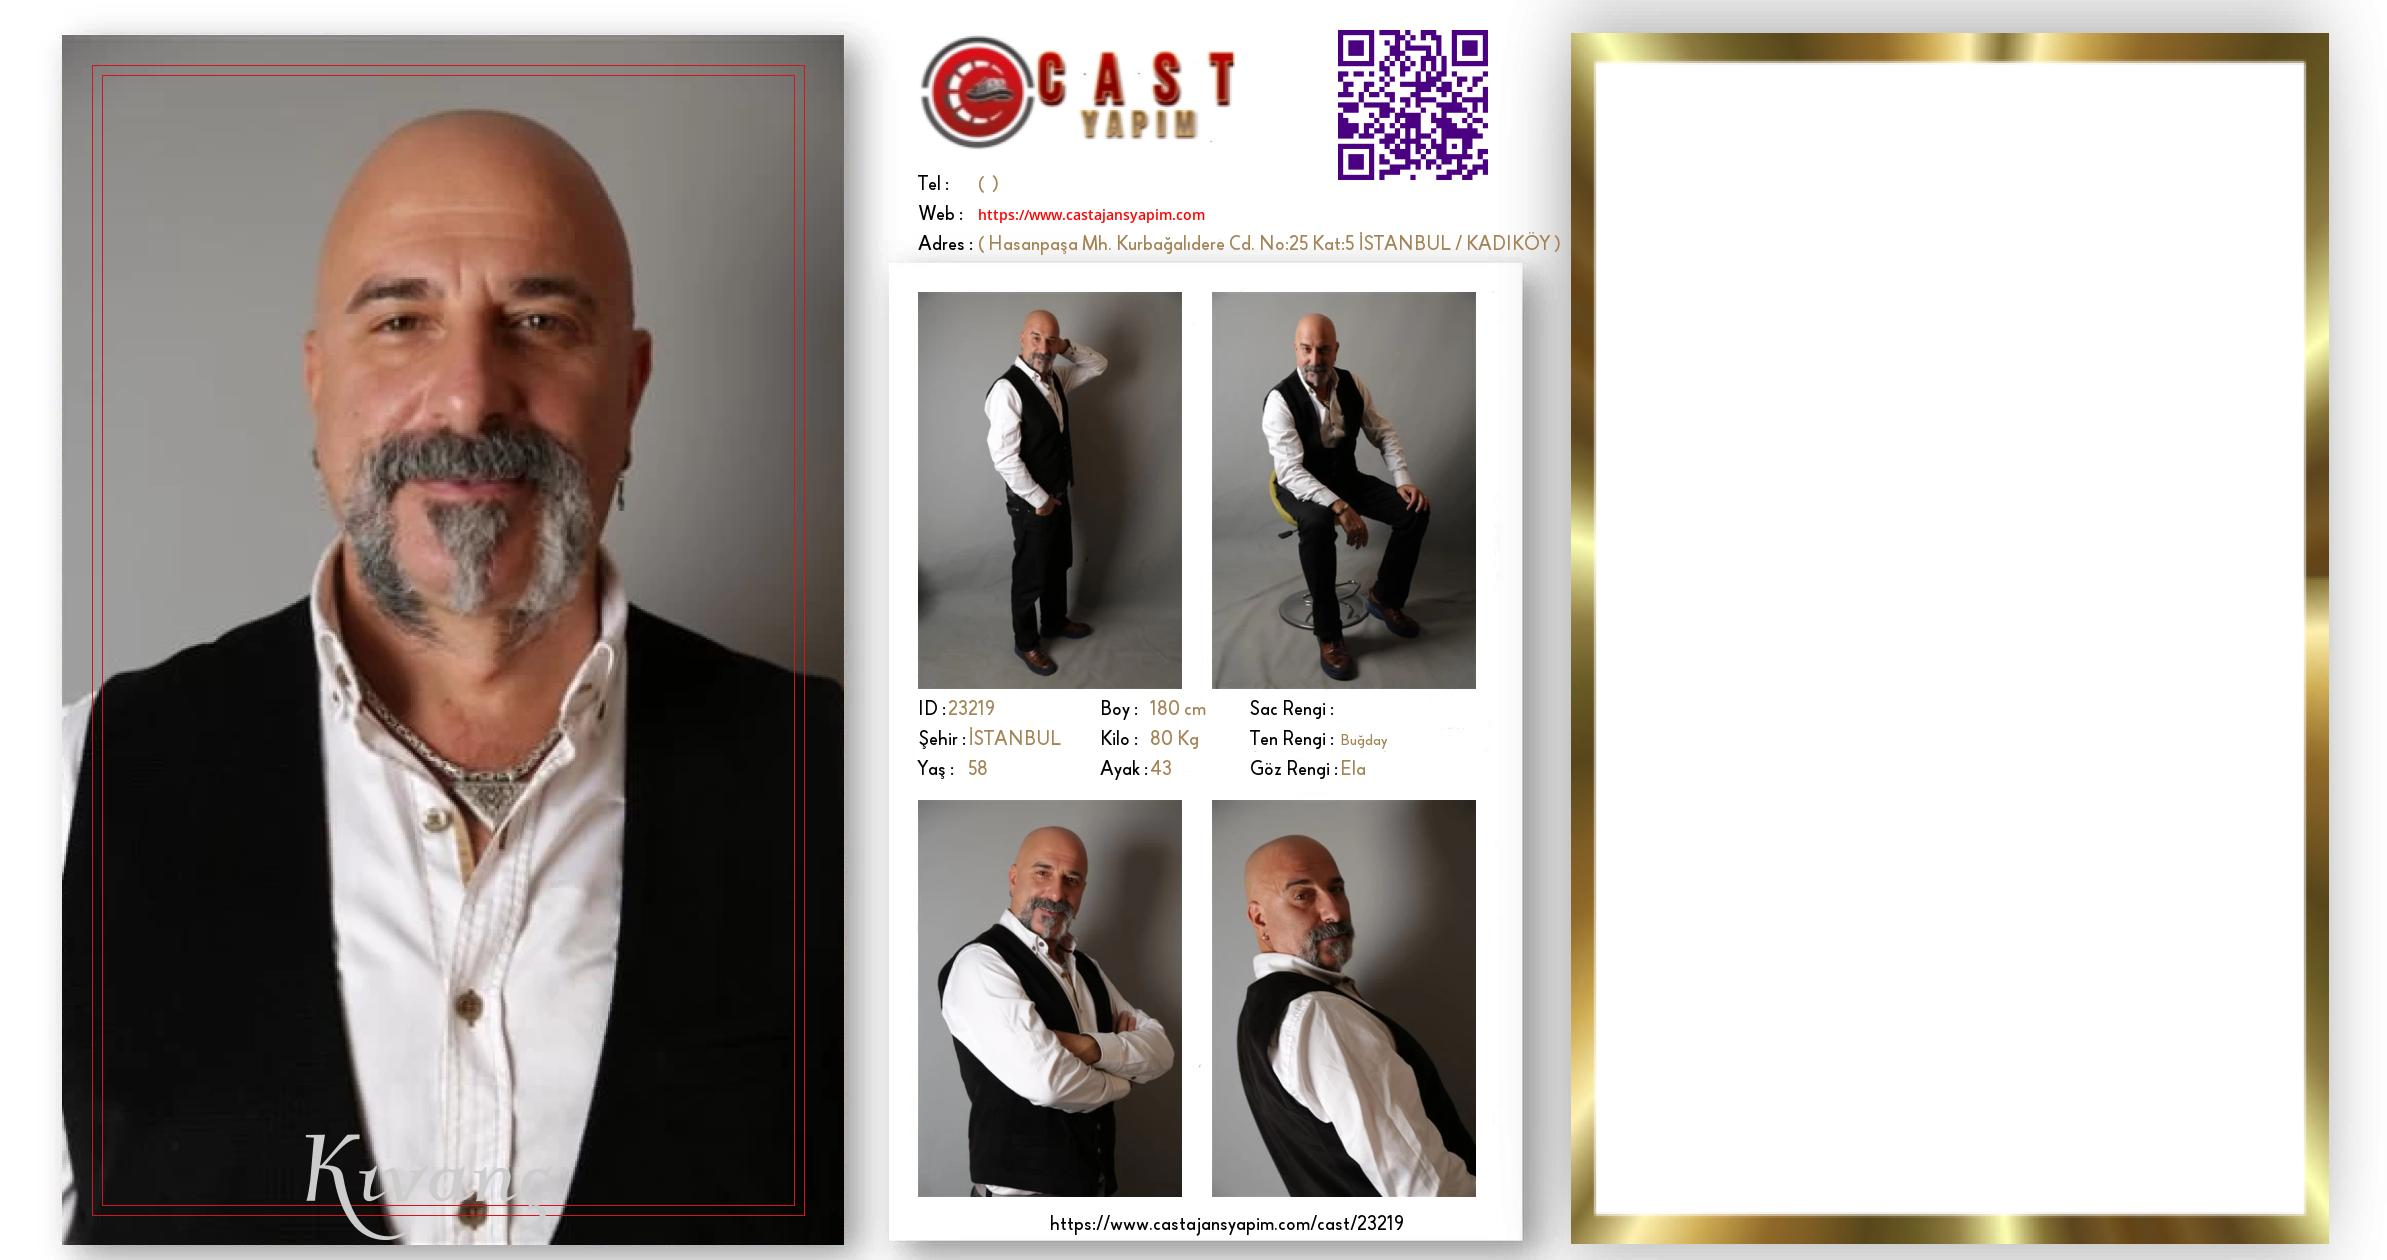 Kıvanç
CAST
YAPIM
Tel : ( )
Web : https://www.castajansyapim.com
Adres : ( Hasanpaşa Mh. Kurbağalıdere Cd. No:25 Kat:5 İSTANBUL / KADIKÖY )
ID : 23219 Boy : 180 cm Sac Rengi :
Şehir : İSTANBUL Kilo : 80 Kg Ten Rengi : Buğday
Yaş : 58 Ayak : 43 Göz Rengi : Ela
https://www.castajansyapim.com/cast/23219